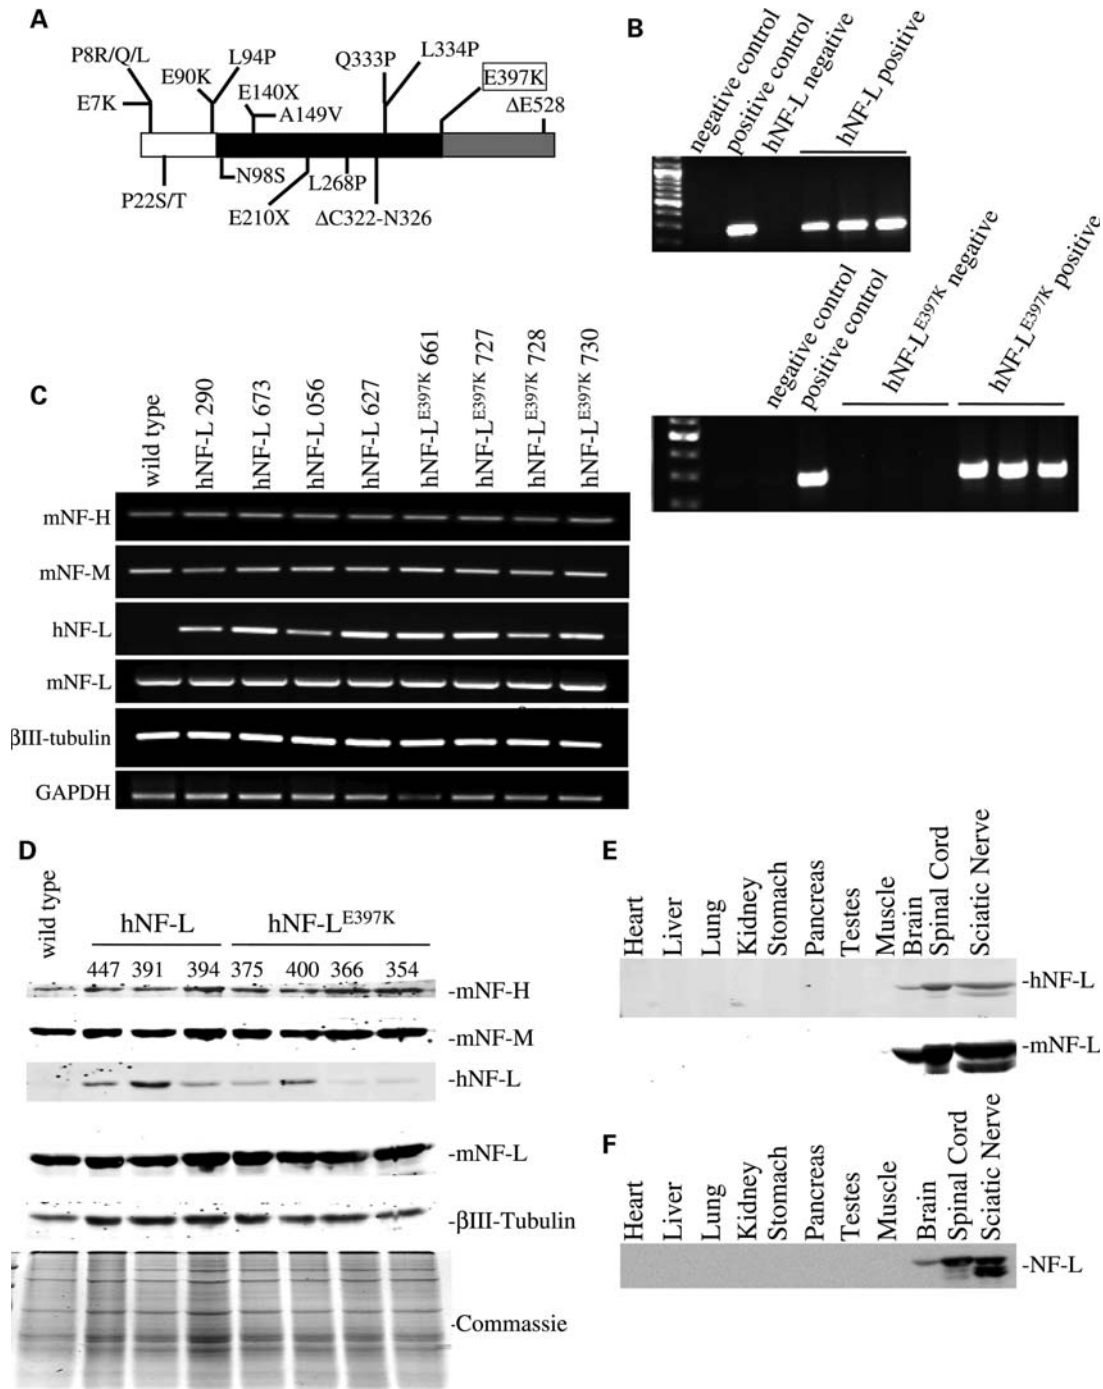 A
P8R/Q/L
E7K
E90K
L94P
E140X
A149V
Q333P
L334P
E397K
ΔE528
P22S/T
N98S
E210X
L268P
ΔC322-N326
B
negative control
positive control
hNF-L negative
hNF-L positive
negative control
positive control
hNF-L^E397K negative
hNF-L^E397K positive
C
wild type
hNF-L 290
hNF-L 673
hNF-L 056
hNF-L 627
hNF-L^E397K 661
hNF-L^E397K 727
hNF-L^E397K 728
hNF-L^E397K 730
mNF-H
mNF-M
hNF-L
mNF-L
βIII-tubulin
GAPDH
D
wild type
hNF-L
hNF-L^E397K
447 391 394 375 400 366 354
-mNF-H
-mNF-M
-hNF-L
-mNF-L
-βIII-Tubulin
-Commassie
E
Heart
Liver
Lung
Kidney
Stomach
Pancreas
Testes
Muscle
Brain
Spinal Cord
Sciatic Nerve
-hNF-L
-mNF-L
F
Heart
Liver
Lung
Kidney
Stomach
Pancreas
Testes
Muscle
Brain
Spinal Cord
Sciatic Nerve
-NF-L